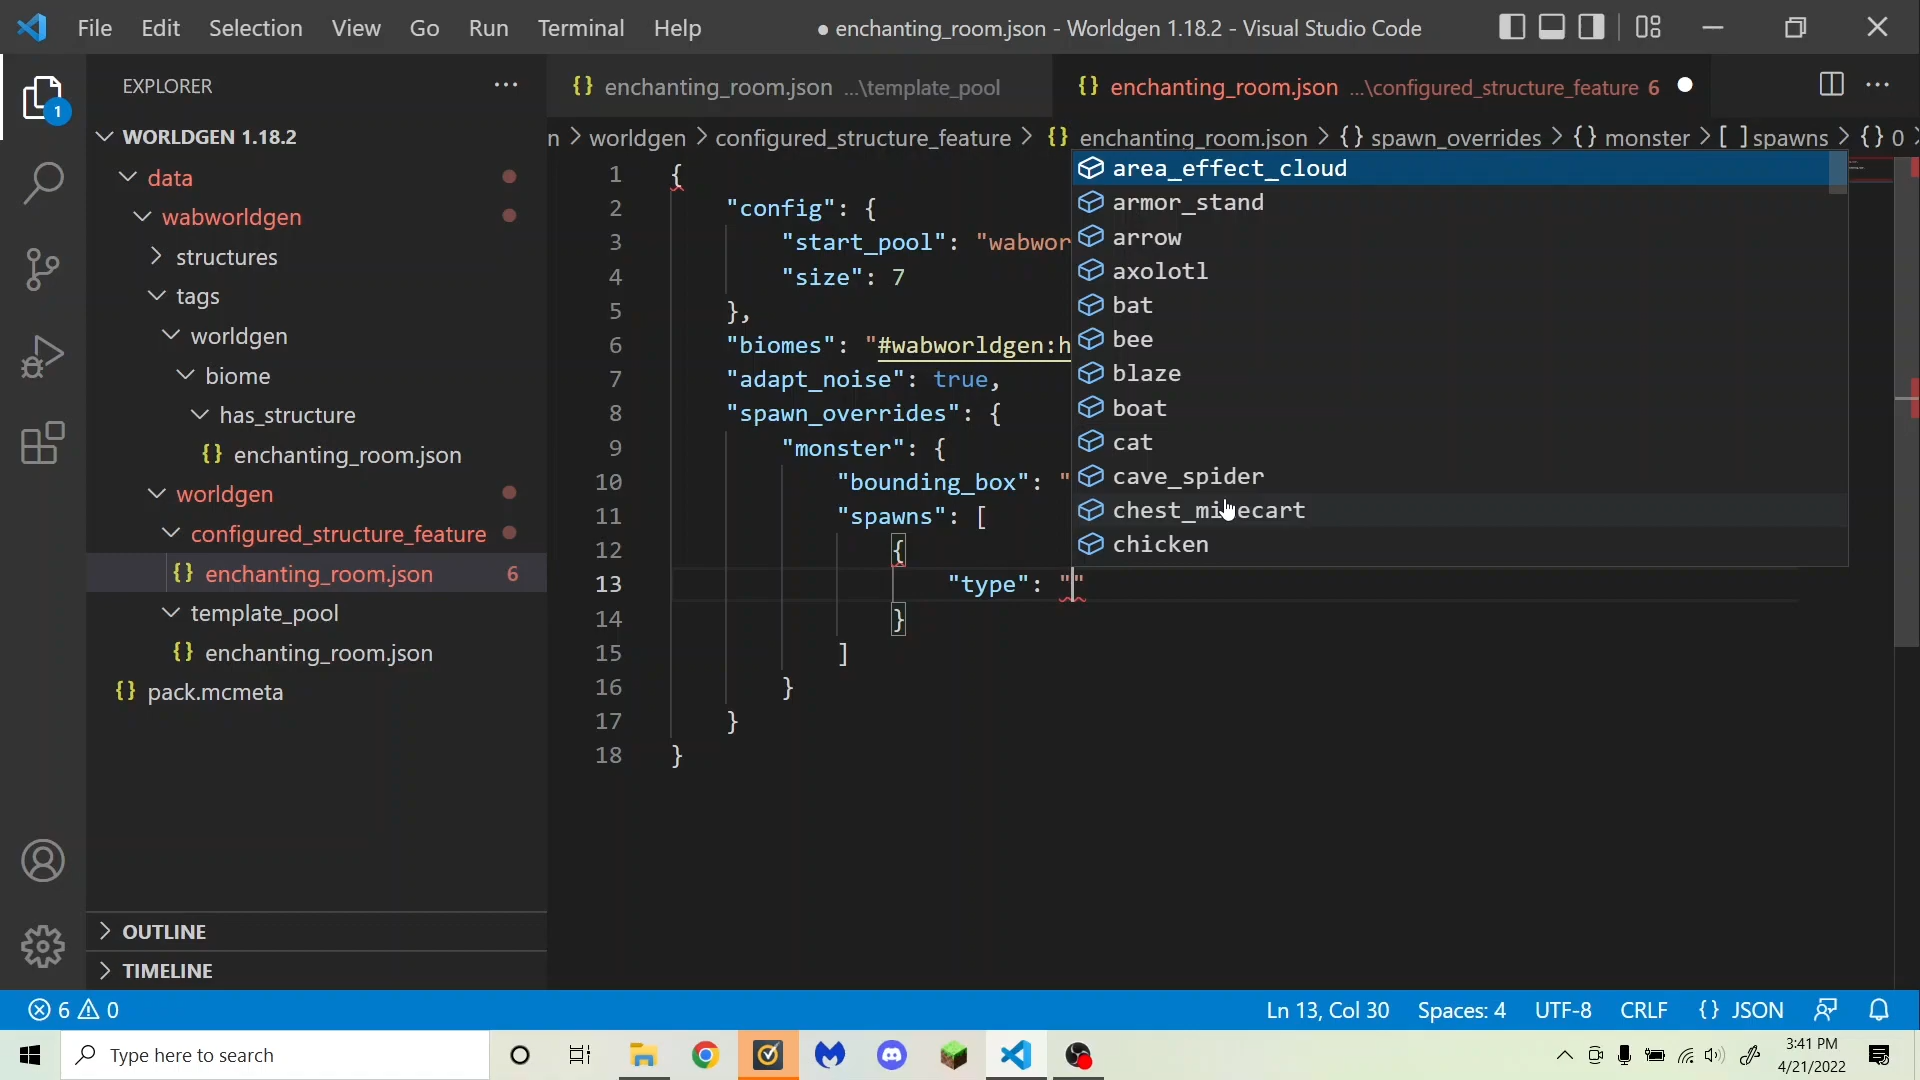 File Edit Selection View Go Run Terminal Help
● enchanting_room.json - Worldgen 1.18.2 - Visual Studio Code
1
EXPLORER
WORLDGEN 1.18.2
data
wabworldgen
structures
tags
worldgen
biome
has_structure
{} enchanting_room.json
worldgen
configured_structure_feature
{} enchanting_room.json 6
template_pool
{} enchanting_room.json
{} pack.mcmeta
OUTLINE
TIMELINE
{} enchanting_room.json ...\template_pool
{} enchanting_room.json ...\configured_structure_feature 6 ●
n > worldgen > configured_structure_feature > {} enchanting_room.json > {} spawn_overrides > {} monster > [ ] spawns > {} 0 >
1 {
2 "config": {
3 "start_pool": "wabwor
4 "size": 7
5 },
6 "biomes": "#wabworldgen:h
7 "adapt_noise": true,
8 "spawn_overrides": {
9 "monster": {
10 "bounding_box": "
11 "spawns": [
12 {
13 "type": ""
14 }
15 ]
16 }
17 }
18 }
area_effect_cloud
armor_stand
arrow
axolotl
bat
bee
blaze
boat
cat
cave_spider
chest_minecart
chicken
6 0
Ln 13, Col 30 Spaces: 4 UTF-8 CRLF {} JSON
Type here to search
3:41 PM
4/21/2022